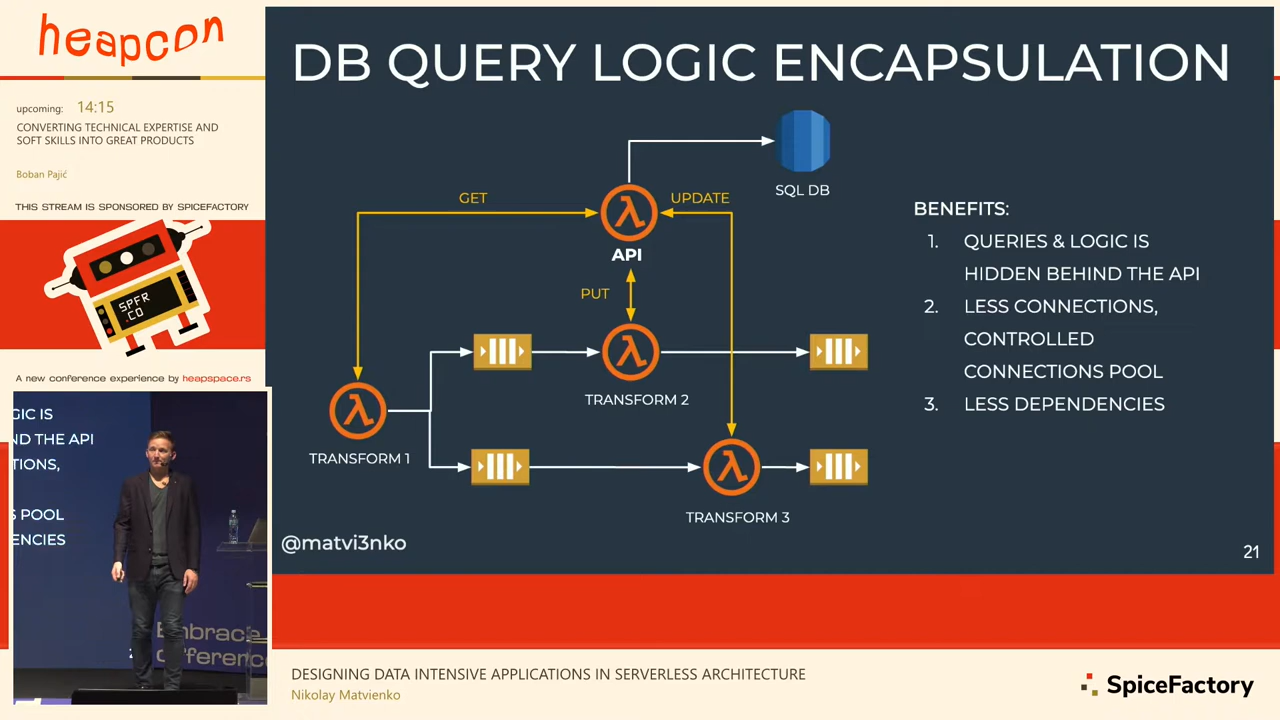 heapcon
upcoming: 14:15
CONVERTING TECHNICAL EXPERTISE AND
SOFT SKILLS INTO GREAT PRODUCTS
Boban Pajić
THIS STREAM IS SPONSORED BY SPICEFACTORY
SPFR
.CO
A new conference experience by heapspace.rs
DB QUERY LOGIC ENCAPSULATION
SQL DB
GET
UPDATE
API
PUT
TRANSFORM 2
TRANSFORM 1
TRANSFORM 3
BENEFITS:
1. QUERIES & LOGIC IS
HIDDEN BEHIND THE API
2. LESS CONNECTIONS,
CONTROLLED
CONNECTIONS POOL
3. LESS DEPENDENCIES
@matvi3nko
21
GIC IS
ND THE API
TIONS,
S POOL
ENCIES
Embrace
DESIGNING DATA INTENSIVE APPLICATIONS IN SERVERLESS ARCHITECTURE
Nikolay Matvienko
SpiceFactory